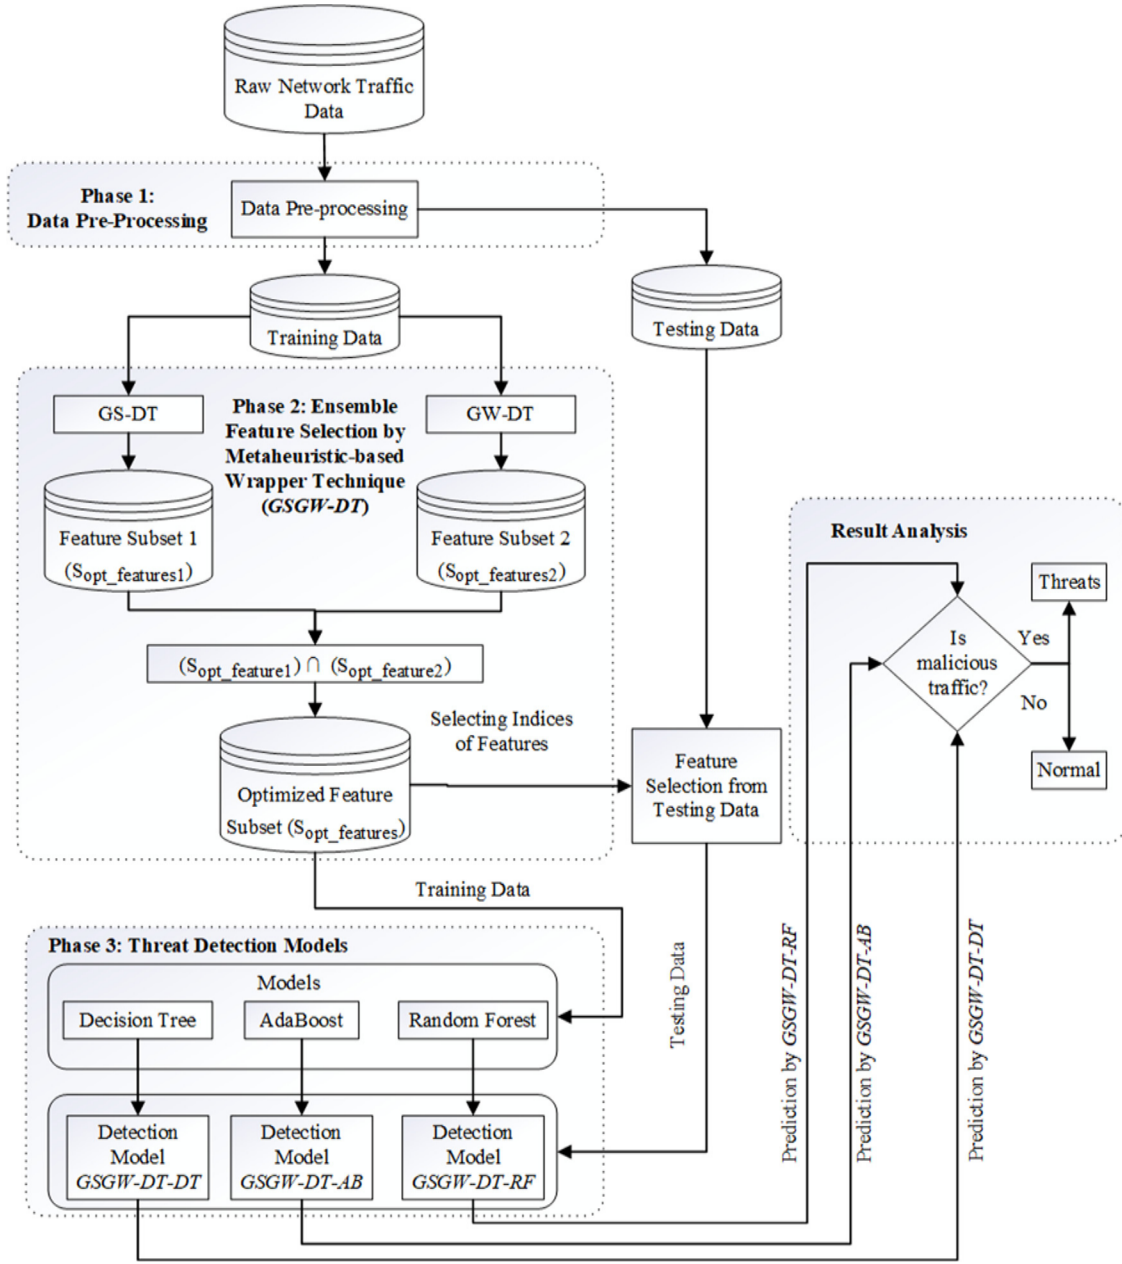 Raw Network Traffic
Data
Phase 1:
Data Pre-Processing
Data Pre-processing
Training Data
Testing Data
GS-DT
Phase 2: Ensemble
Feature Selection by
Metaheuristic-based
Wrapper Technique
(GSGW-DT)
GW-DT
Feature Subset 1
(Sopt_features1)
Feature Subset 2
(Sopt_features2)
(Sopt_feature1) ∩ (Sopt_feature2)
Optimized Feature
Subset (Sopt_features)
Selecting Indices
of Features
Feature
Selection from
Testing Data
Result Analysis
Is
malicious
traffic?
Yes
No
Threats
Normal
Training Data
Phase 3: Threat Detection Models
Models
Decision Tree
AdaBoost
Random Forest
Detection
Model
GSGW-DT-DT
Detection
Model
GSGW-DT-AB
Detection
Model
GSGW-DT-RF
Testing Data
Prediction by GSGW-DT-RF
Prediction by GSGW-DT-AB
Prediction by GSGW-DT-DT